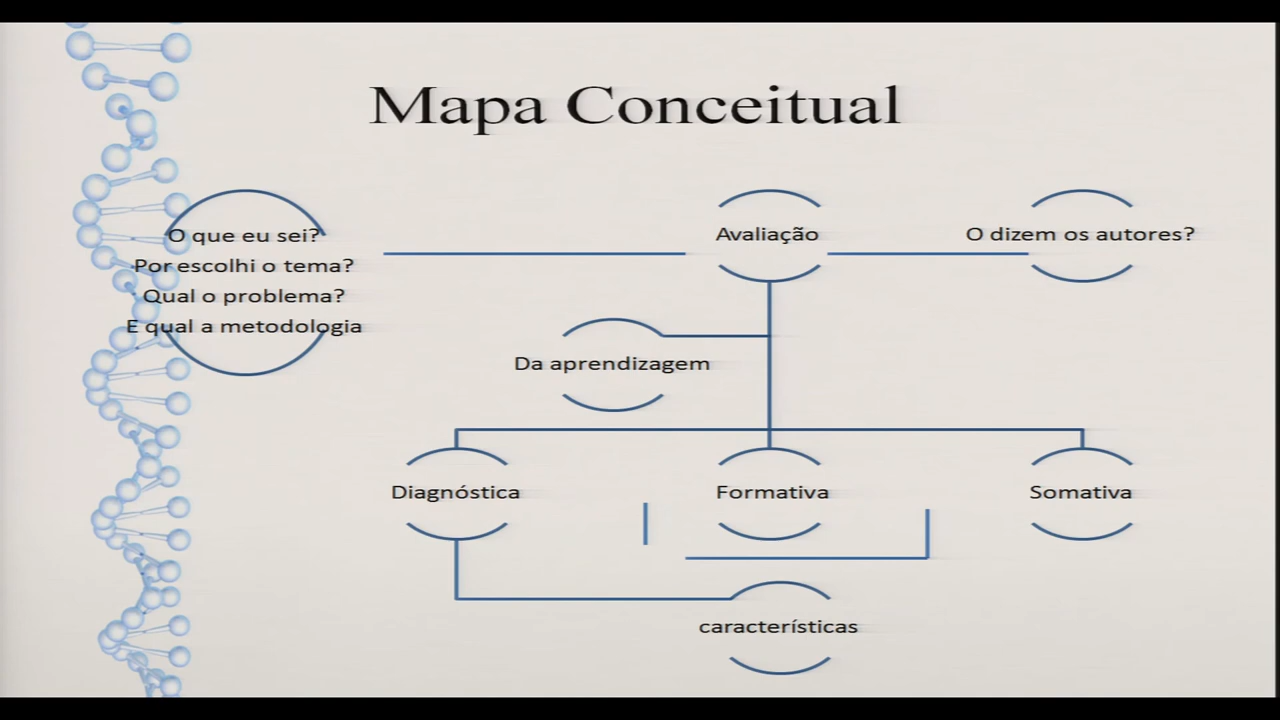 Mapa Conceitual
O que eu sei?
Por escolhi o tema?
Qual o problema?
E qual a metodologia
Avaliação
O dizem os autores?
Da aprendizagem
Diagnóstica
Formativa
Somativa
características